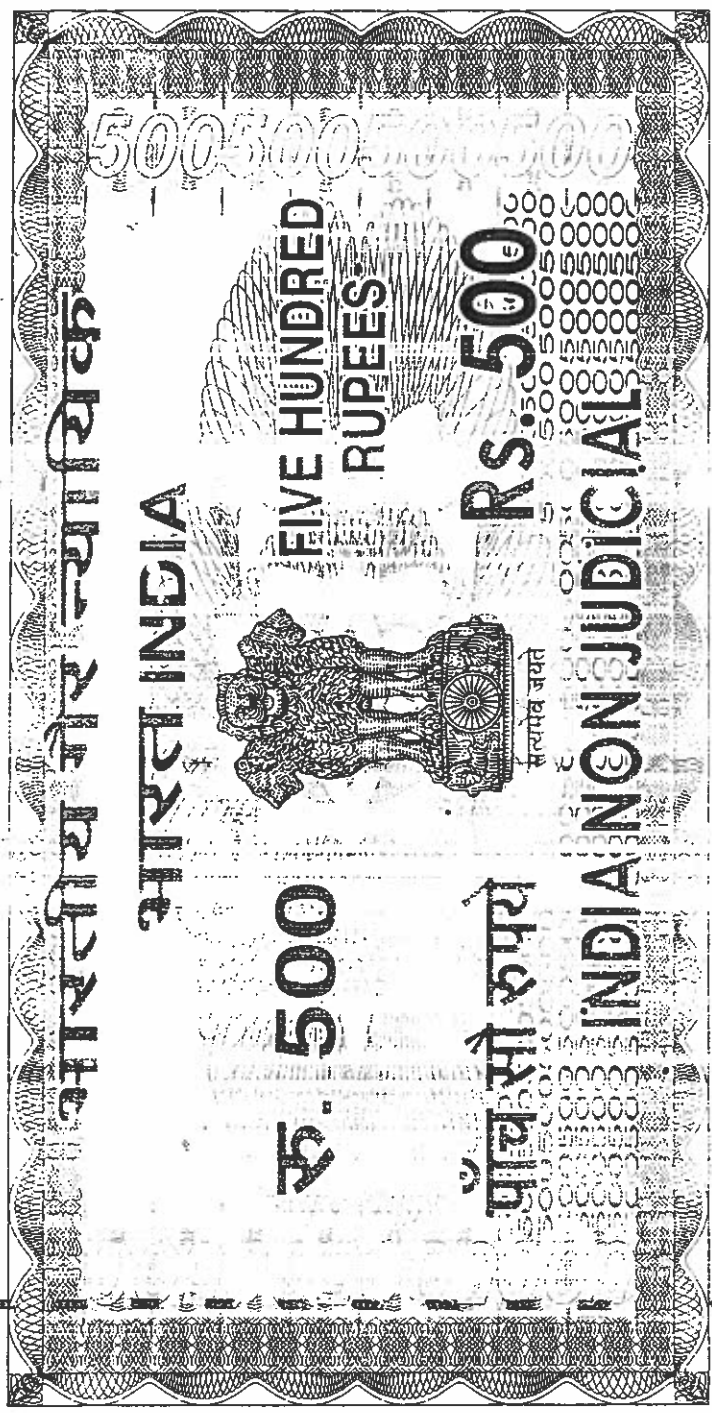 भारतीय गैर न्यायिक
भारत INDIA
रु. 500
FIVE HUNDRED
RUPEES
पाँच सौ रुपये
Rs.500
सत्यमेव जयते
INDIA NON JUDICIAL
500500500500